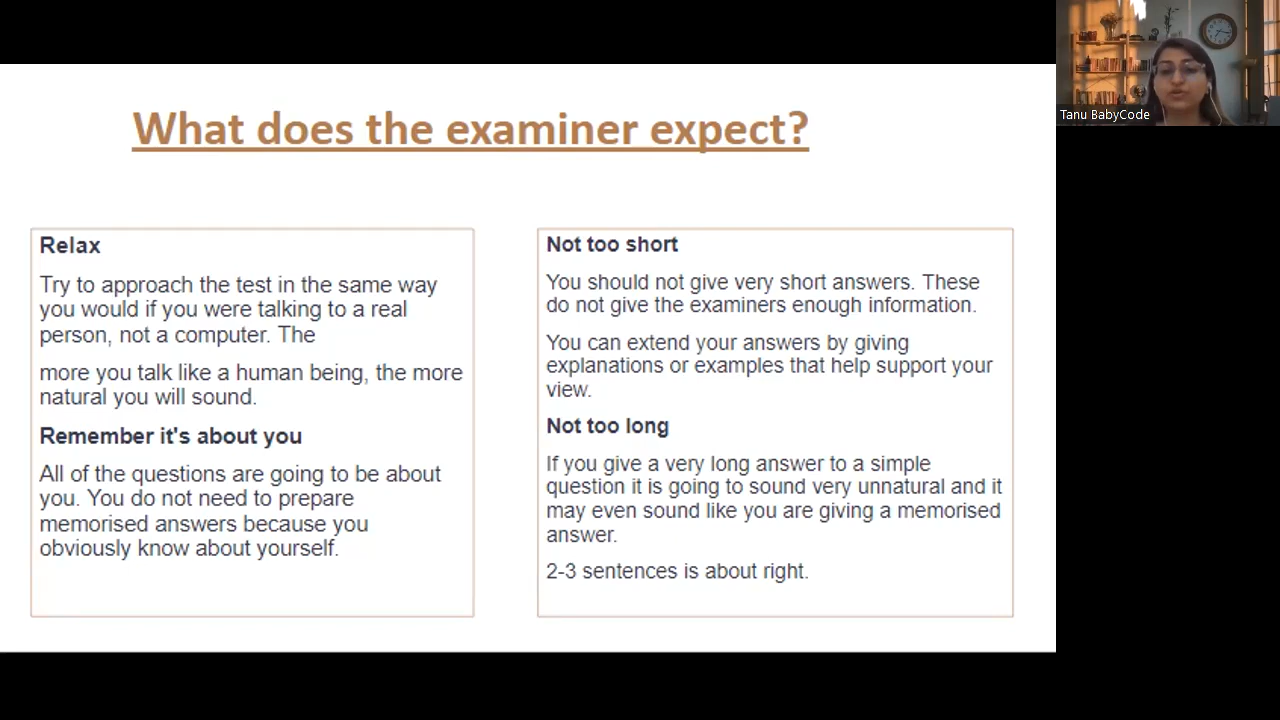 What does the examiner expect?
Relax
Try to approach the test in the same way
you would if you were talking to a real
person, not a computer. The
more you talk like a human being, the more
natural you will sound.
Remember it's about you
All of the questions are going to be about
you. You do not need to prepare
memorised answers because you
obviously know about yourself.
Not too short
You should not give very short answers. These
do not give the examiners enough information.
You can extend your answers by giving
explanations or examples that help support your
view.
Not too long
If you give a very long answer to a simple
question it is going to sound very unnatural and it
may even sound like you are giving a memorised
answer.
2-3 sentences is about right.
Tanu BabyCode